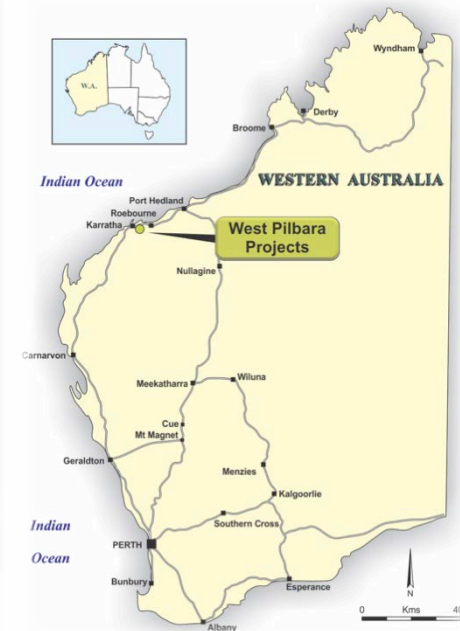 W.A.
Wyndham
Derby
Broome
Indian Ocean
WESTERN AUSTRALIA
Port Hedland
Roebourne
Karratha
West Pilbara
Projects
Nullagine
Carnarvon
Meekatharra
Wiluna
Cue
Mt Magnet
Geraldton
Menzies
Kalgoorlie
Southern Cross
Indian
Ocean
PERTH
Bunbury
Esperance
Albany
N
0 Kms